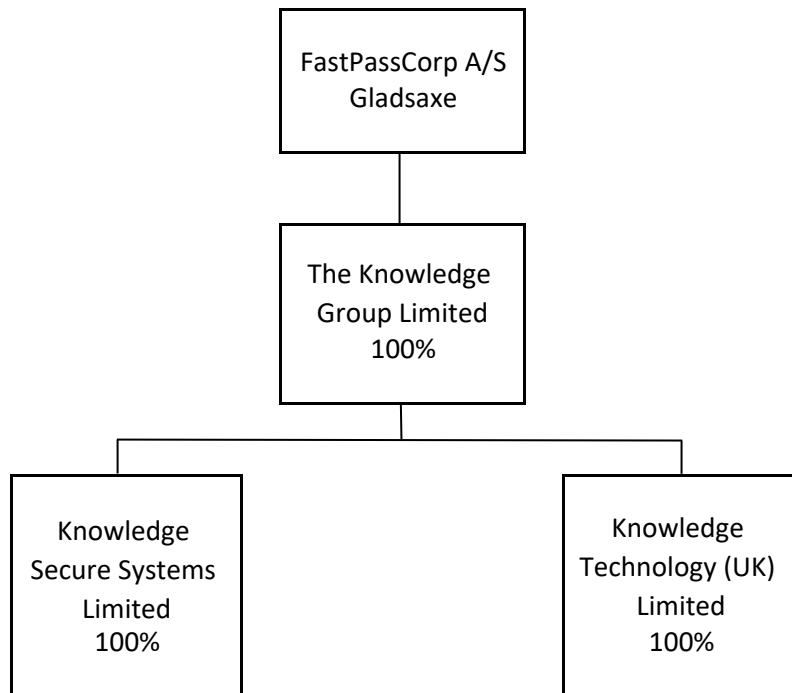 FastPassCorp A/S
Gladsaxe
The Knowledge
Group Limited
100%
Knowledge
Secure Systems
Limited
100%
Knowledge
Technology (UK)
Limited
100%